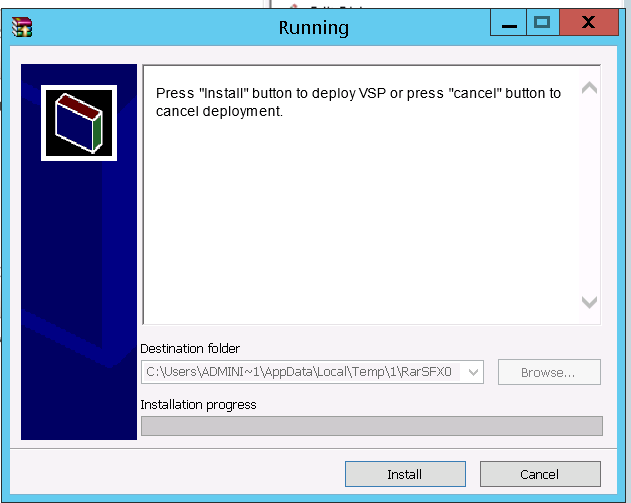 Running
Press "Install" button to deploy VSP or press "cancel" button to
cancel deployment.
Destination folder
C:\Users\ADMINI~1\AppData\Local\Temp\1\RarSFX0
Browse...
Installation progress
Install
Cancel